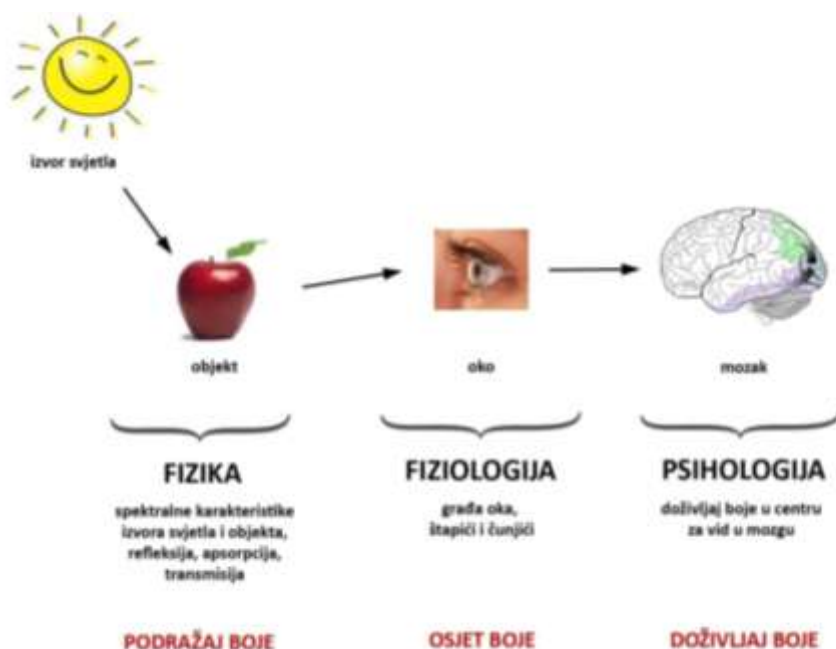 izvor svjetla
objekt
oko
mozak
FIZIKA
spektralne karakteristike
izvora svjetla i objekta,
refleksija, apsorpcija,
transmisija
FIZIOLOGIJA
građa oka,
štapići i čunjići
PSIHOLOGIJA
doživljaj boje u centru
za vid u mozgu
PODRAŽAJ BOJE
OSJET BOJE
DOŽIVLJAJ BOJE